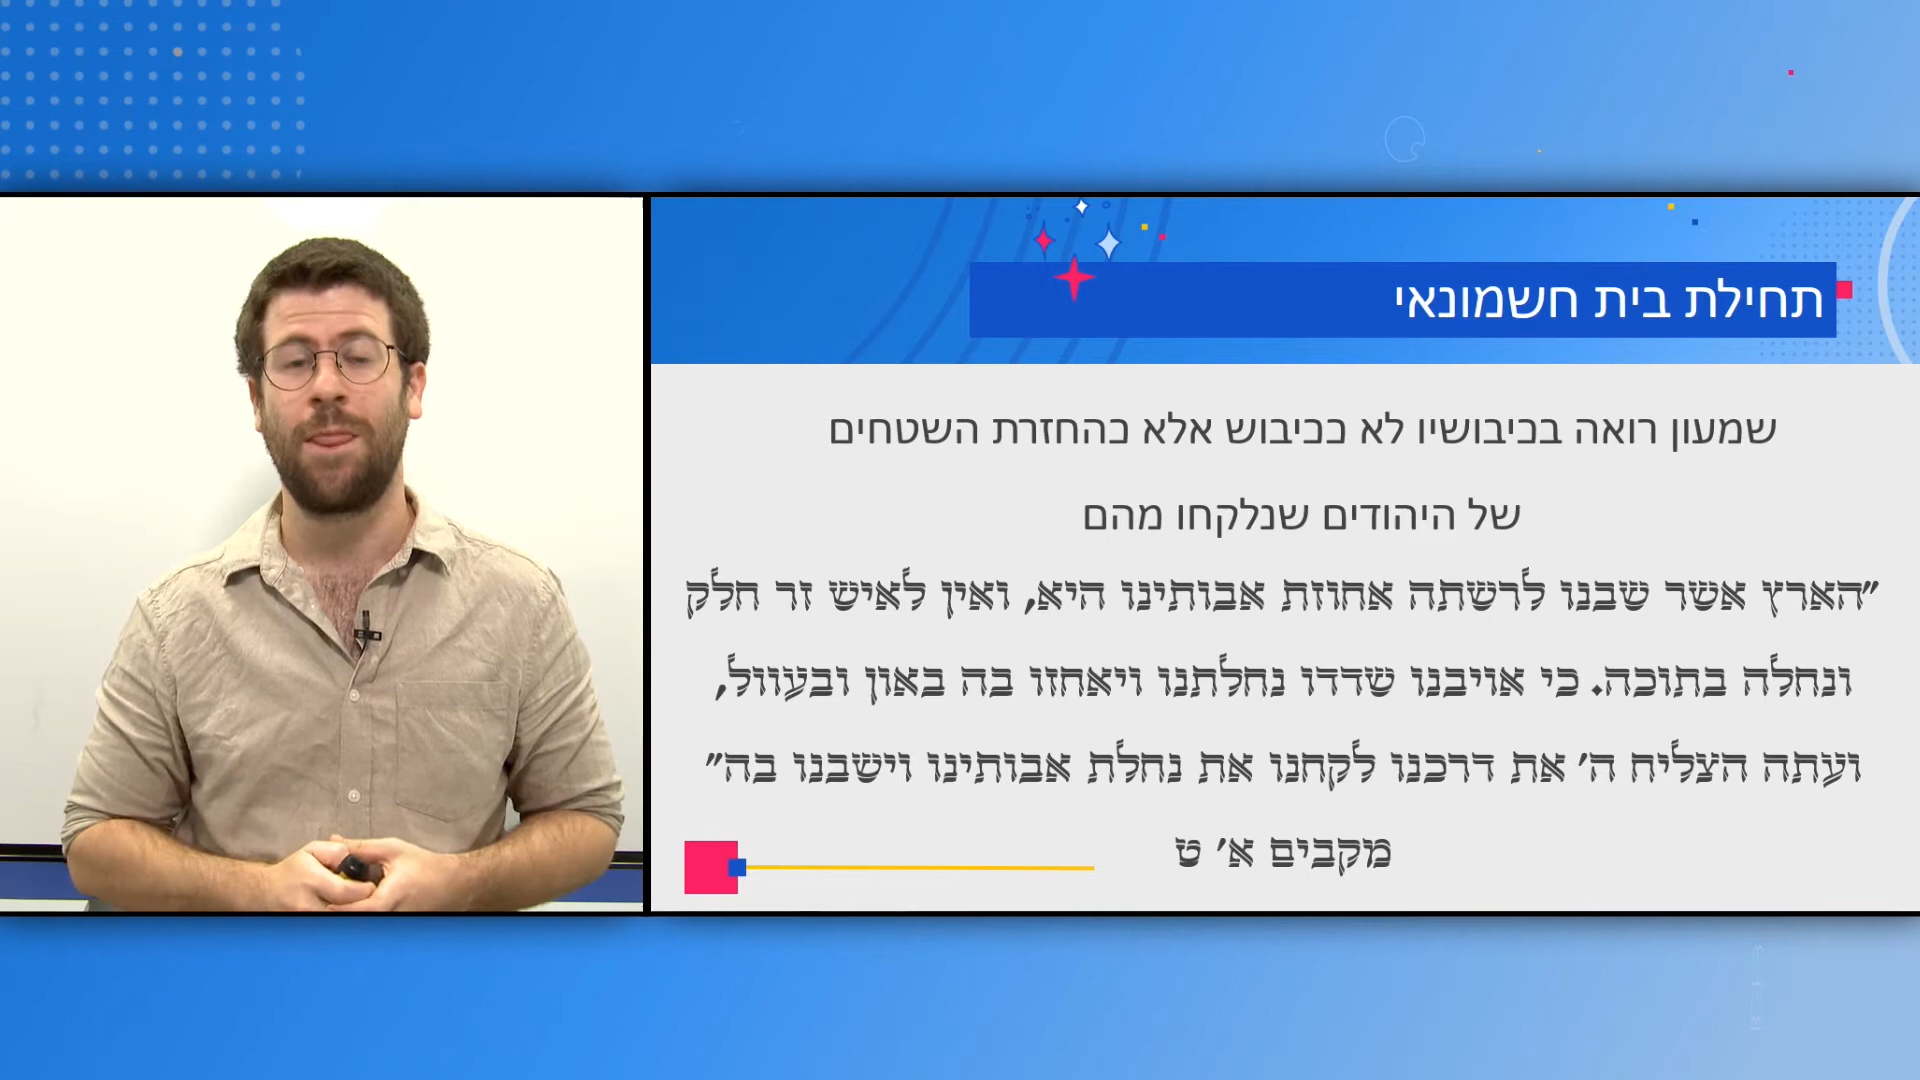 תחילת בית חשמונאי
שמעון רואה בכיבושיו לא ככיבוש אלא כהחזרת השטחים
של היהודים שנלקחו מהם
"הארץ אשר שבנו לרשתה אחוזת אבותינו היא, ואין לאיש זר חלק
ונחלה בתוכה. כי אויבנו שדדו נחלתנו ויאחזו בה באון ובעוול,
ועתה הצליח ה' את דרכנו לקחנו את נחלת אבותינו וישבנו בה"
מקבים א' ט